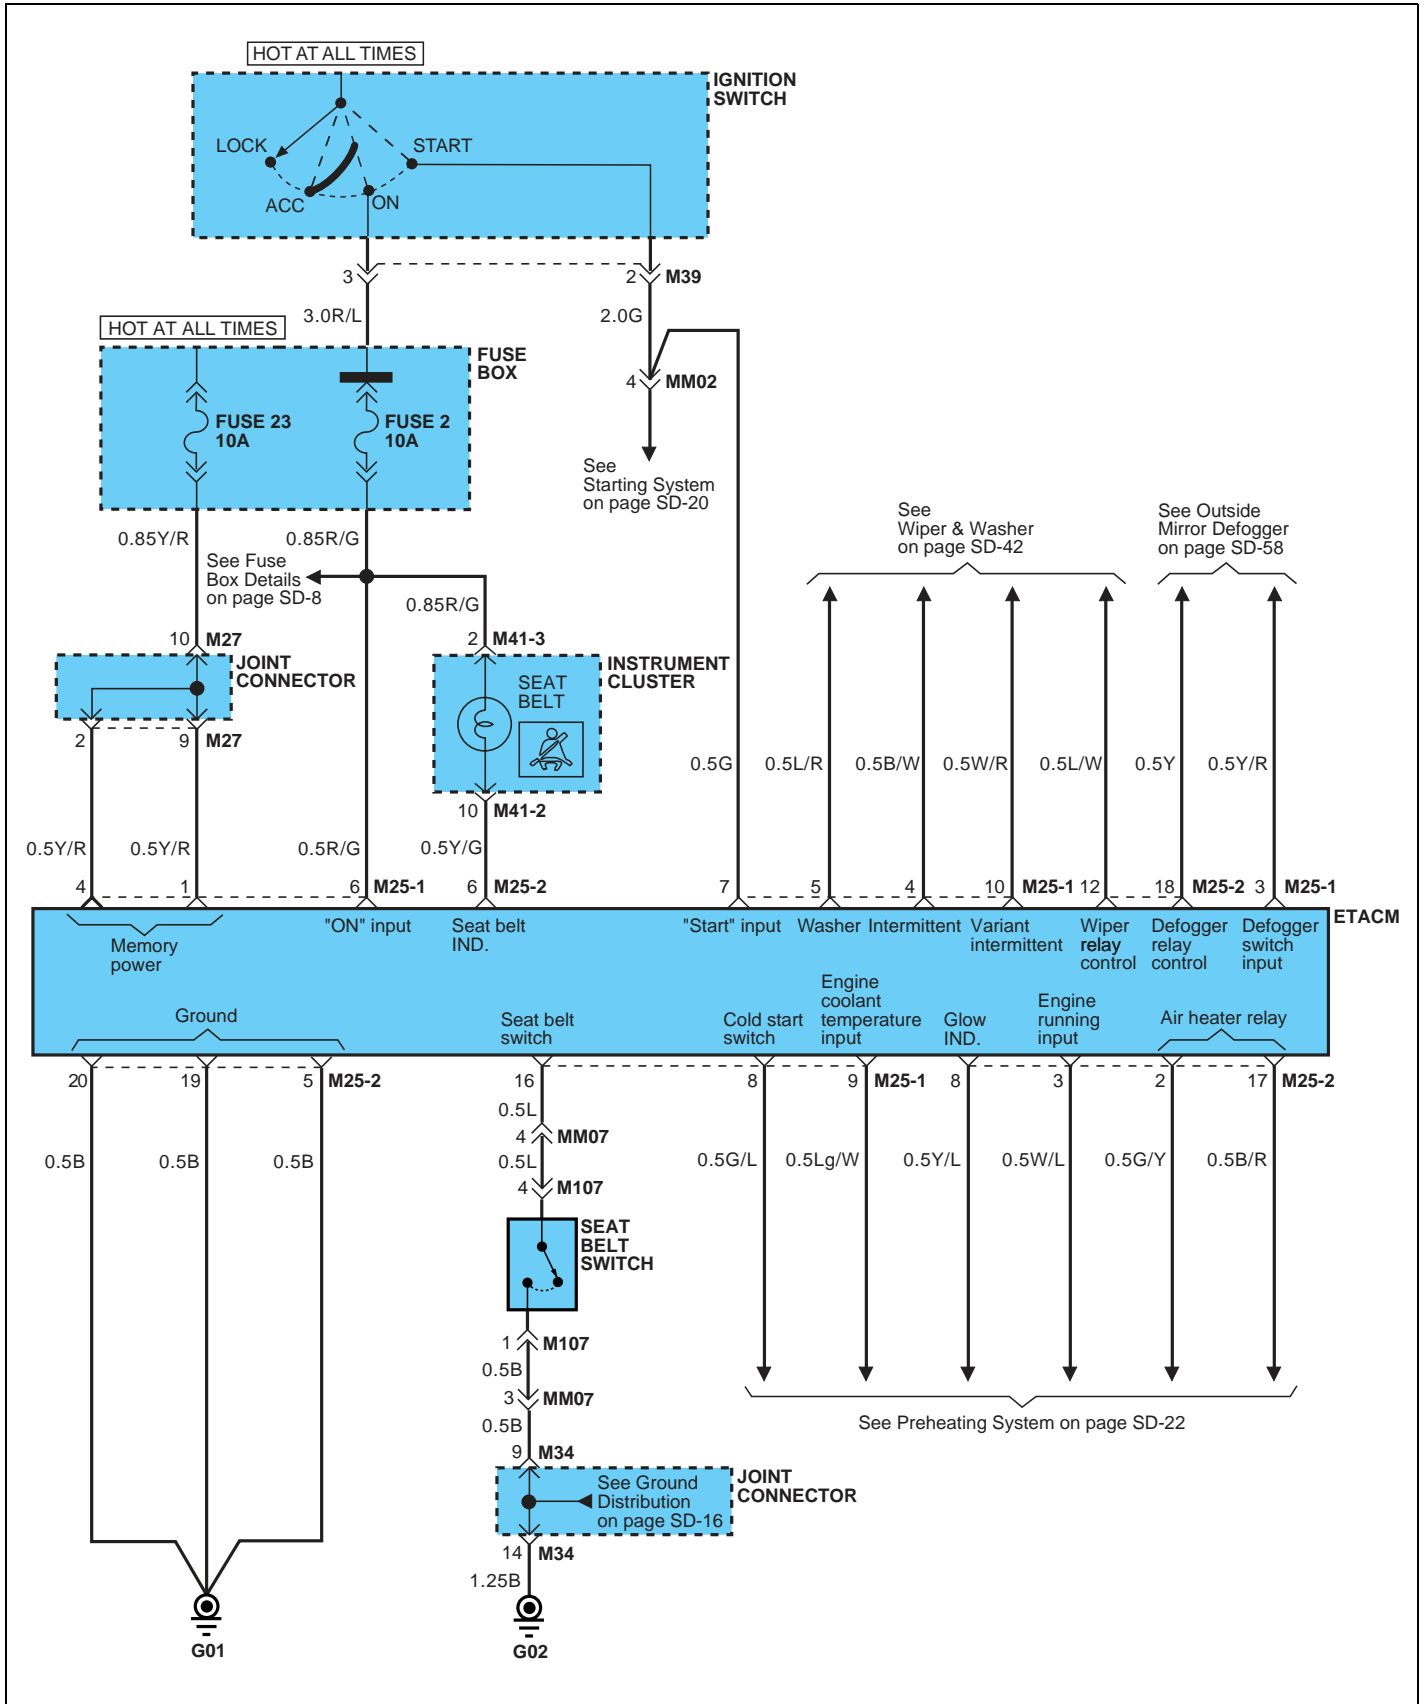 HOT AT ALL TIMES
IGNITION
SWITCH
LOCK
START
ACC
ON
3
2
M39
3.0R/L
2.0G
HOT AT ALL TIMES
FUSE
BOX
4
MM02
FUSE 23
10A
FUSE 2
10A
See
Starting System
on page SD-20
See
Wiper & Washer
on page SD-42
See Outside
Mirror Defogger
on page SD-58
0.85Y/R
0.85R/G
See Fuse
Box Details
on page SD-8
0.85R/G
10
M27
2
M41-3
JOINT
CONNECTOR
INSTRUMENT
CLUSTER
SEAT
BELT
2
9
M27
0.5G
0.5L/R
0.5B/W
0.5W/R
0.5L/W
0.5Y
0.5Y/R
10
M41-2
0.5Y/R
0.5Y/R
0.5R/G
0.5Y/G
4
1
6
M25-1
6
M25-2
7
5
4
10
M25-1
12
18
M25-2
3
M25-1
ETACM
Memory
power
"ON" input
Seat belt
IND.
"Start" input
Washer
Intermittent
Variant
intermittent
Wiper
relay
control
Defogger
relay
control
Defogger
switch
input
Ground
Seat belt
switch
Cold start
switch
Engine
coolant
temperature
input
Glow
IND.
Engine
running
input
Air heater relay
20
19
5
M25-2
16
8
9
M25-1
8
3
2
17
M25-2
0.5L
4
MM07
0.5B
0.5B
0.5B
0.5L
0.5G/L
0.5Lg/W
0.5Y/L
0.5W/L
0.5G/Y
0.5B/R
4
M107
SEAT
BELT
SWITCH
1
M107
0.5B
3
MM07
0.5B
See Preheating System on page SD-22
9
M34
JOINT
CONNECTOR
See Ground
Distribution
on page SD-16
14
M34
1.25B
G01
G02